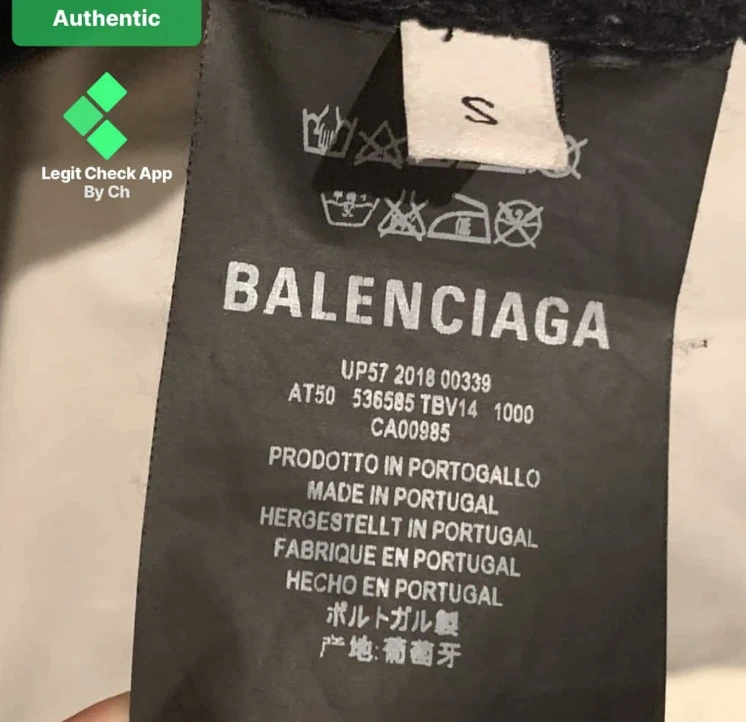 Authentic
Legit Check App
By Ch
S
BALENCIAGA
UP57 2018 00339
AT50 536585 TBV14 1000
CA00985
PRODOTTO IN PORTOGALLO
MADE IN PORTUGAL
HERGESTELLT IN PORTUGAL
FABRIQUE EN PORTUGAL
HECHO EN PORTUGAL
ポルトガル製
产地:葡萄牙